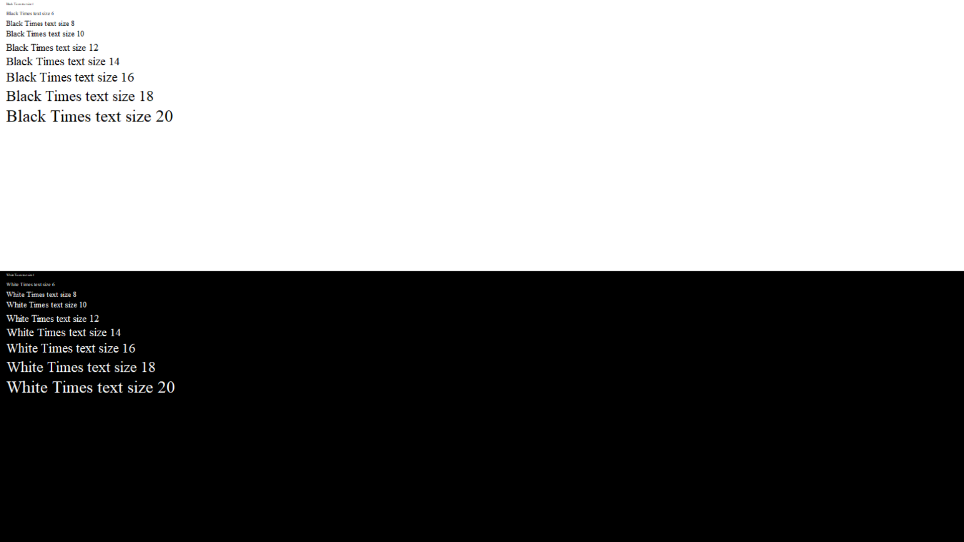 Black Times text size 6
Black Times text size 8
Black Times text size 10
Black Times text size 12
Black Times text size 14
Black Times text size 16
Black Times text size 18
Black Times text size 20
White Times text size 6
White Times text size 8
White Times text size 10
White Times text size 12
White Times text size 14
White Times text size 16
White Times text size 18
White Times text size 20